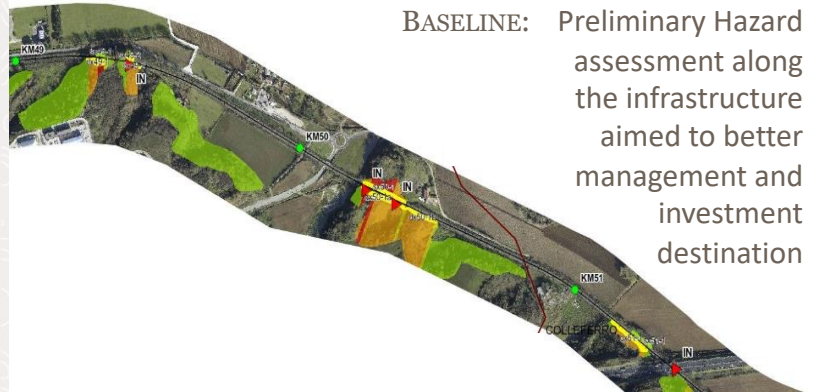 BASELINE: Preliminary Hazard
assessment along
the infrastructure
aimed to better
management and
investment
destination
KM49
IN
KM50
IN
IN
KM51
COLLEFERRO
IN